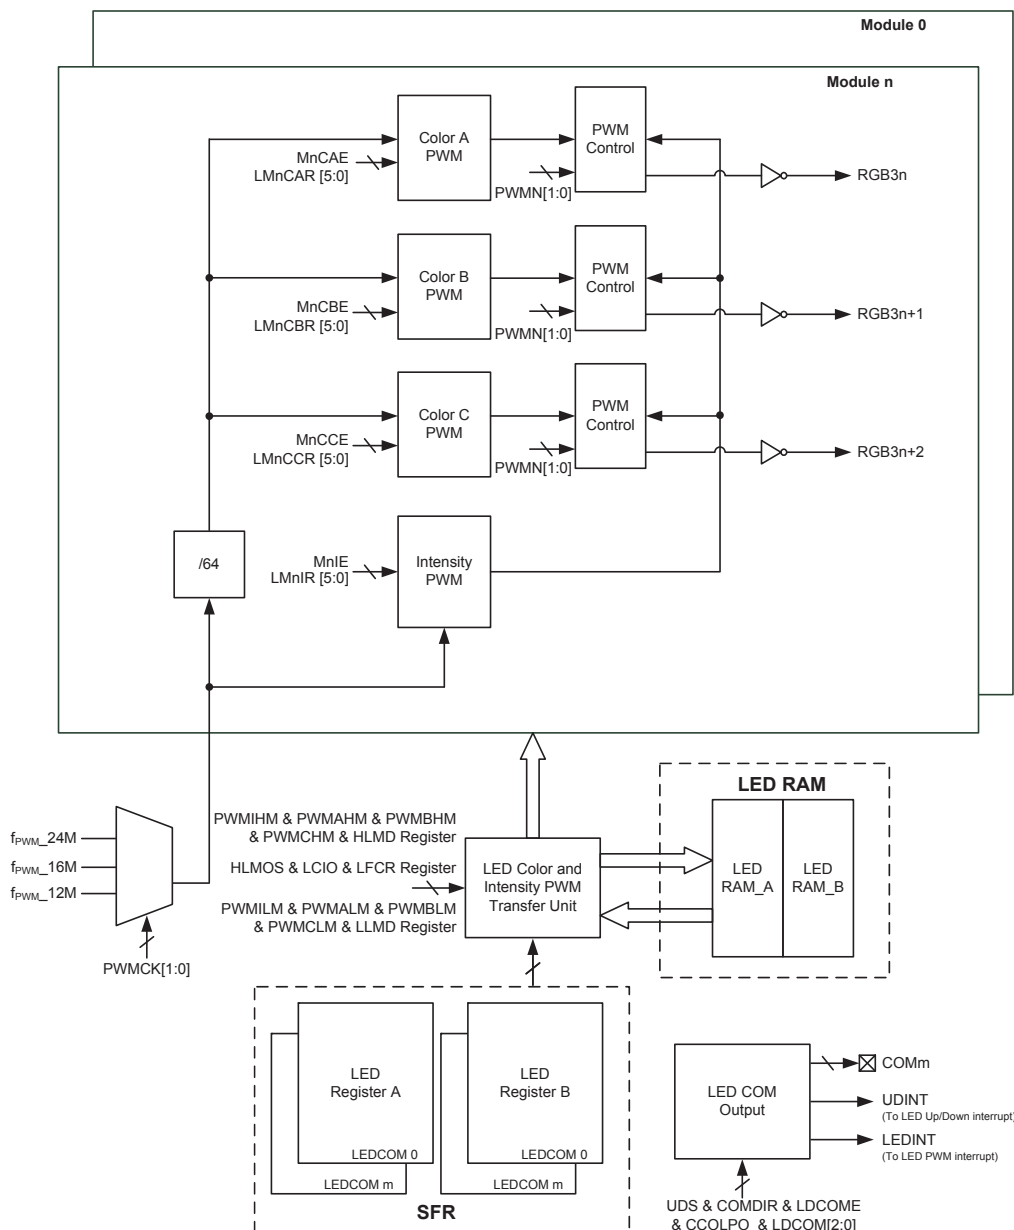 Module 0
Module n
Color A
PWM
PWM
Control
MnCAE
LMnCAR [5:0]
PWMN[1:0]
RGB3n
Color B
PWM
PWM
Control
MnCBE
LMnCBR [5:0]
PWMN[1:0]
RGB3n+1
Color C
PWM
PWM
Control
MnCCE
LMnCCR [5:0]
PWMN[1:0]
RGB3n+2
/64
MnIE
LMnIR [5:0]
Intensity
PWM
fPWM_24M
fPWM_16M
fPWM_12M
PWMCK[1:0]
PWMIHM & PWMAHM & PWMBHM
& PWMCHM & HLMD Register
HLMOS & LCIO & LFCR Register
PWMILM & PWMALM & PWMBLM
& PWMCLM & LLMD Register
LED Color and
Intensity PWM
Transfer Unit
LED RAM
LED
RAM_A
LED
RAM_B
LED
Register A
LEDCOM 0
LEDCOM m
LED
Register B
LEDCOM 0
LEDCOM m
SFR
LED COM
Output
COMm
UDINT
(To LED Up/Down interrupt)
LEDINT
(To LED PWM interrupt)
UDS & COMDIR & LDCOME
& CCOLPO & LDCOM[2:0]